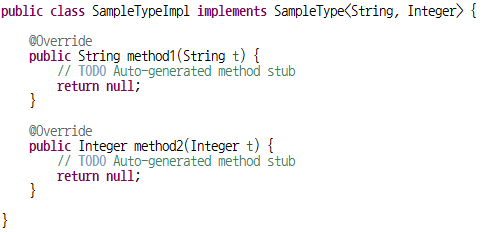 public class SampleTypeImpl implements SampleType<String, Integer> {
@Override
public String method1(String t) {
// TODO Auto-generated method stub
return null;
}
@Override
public Integer method2(Integer t) {
// TODO Auto-generated method stub
return null;
}
}